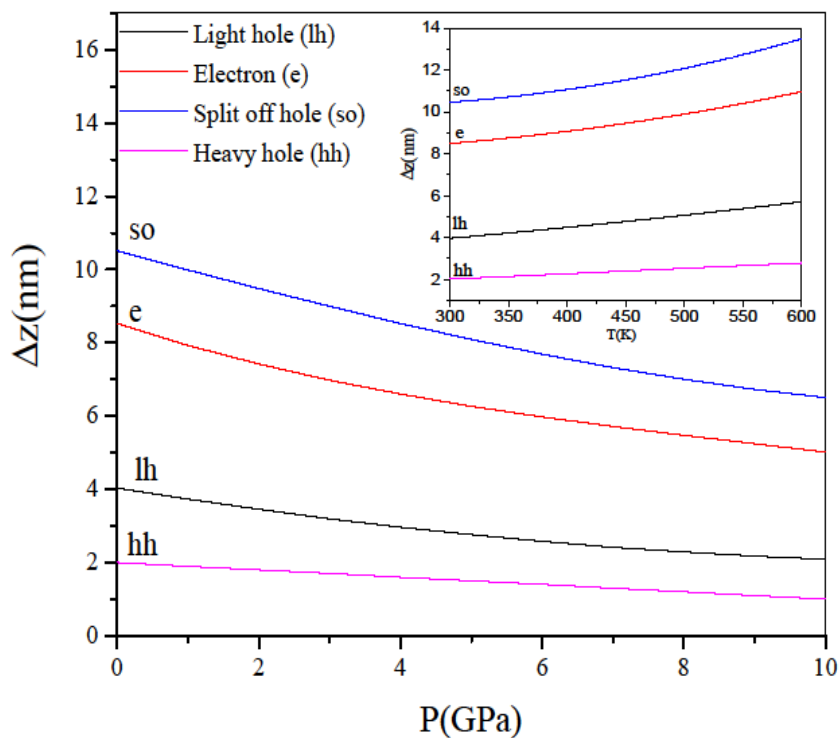 Light hole (lh)
Electron (e)
Split off hole (so)
Heavy hole (hh)
16
14
12
10
8
6
4
2
0
Δz(nm)
so
e
lh
hh
0
2
4
6
8
10
P(GPa)
14
12
10
8
6
4
2
Δz(nm)
so
e
lh
hh
300
350
400
450
500
550
600
T(K)